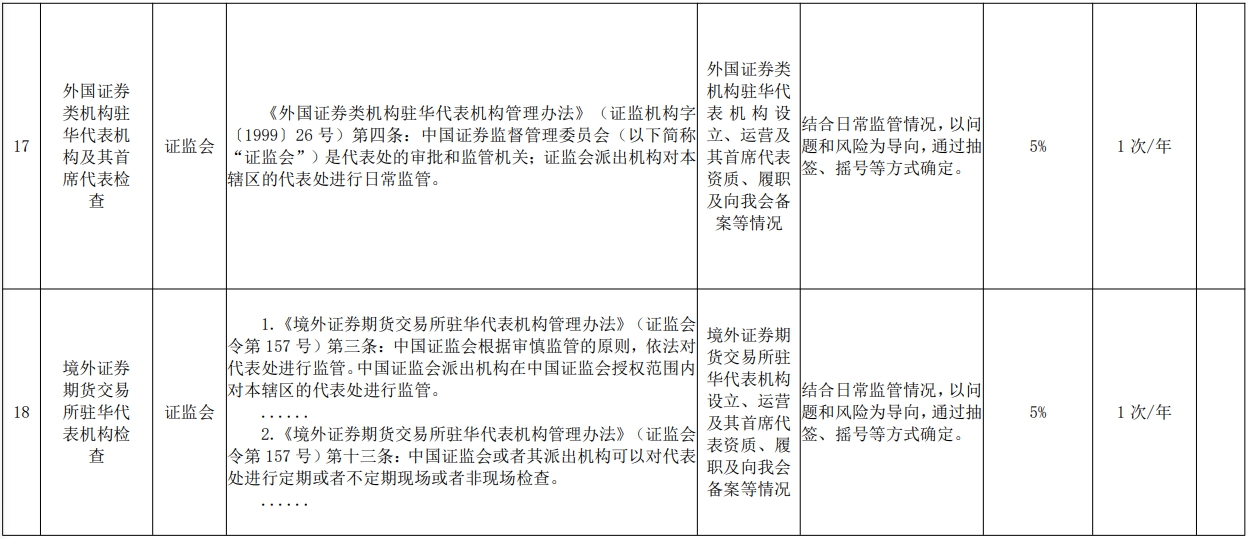 17
外国证券
类机构驻
华代表机
构及其首
席代表检
查
证监会
《外国证券类机构驻华代表机构管理办法》（证监机构字
〔1999〕26 号）第四条：中国证券监督管理委员会（以下简称
“证监会”）是代表处的审批和监管机关；证监会派出机构对本
辖区的代表处进行日常监管。
外国证券类
机构驻华代
表机构设
立、运营及
其首席代表
资质、履职
及向我会备
案等情况
结合日常监管情况，以问
题和风险为导向，通过抽
签、摇号等方式确定。
5%
1 次/年
18
境外证券
期货交易
所驻华代
表机构检
查
证监会
1.《境外证券期货交易所驻华代表机构管理办法》（证监会
令第 157 号）第三条：中国证监会根据审慎监管的原则，依法对
代表处进行监管。中国证监会派出机构在中国证监会授权范围内
对本辖区的代表处进行监管。
......
2.《境外证券期货交易所驻华代表机构管理办法》（证监会
令第 157 号）第十三条：中国证监会或者其派出机构可以对代表
处进行定期或者不定期现场或者非现场检查。
......
境外证券期
货交易所驻
华代表机构
设立、运营
及其首席代
表资质、履
职及向我会
备案等情况
结合日常监管情况，以问
题和风险为导向，通过抽
签、摇号等方式确定。
5%
1 次/年